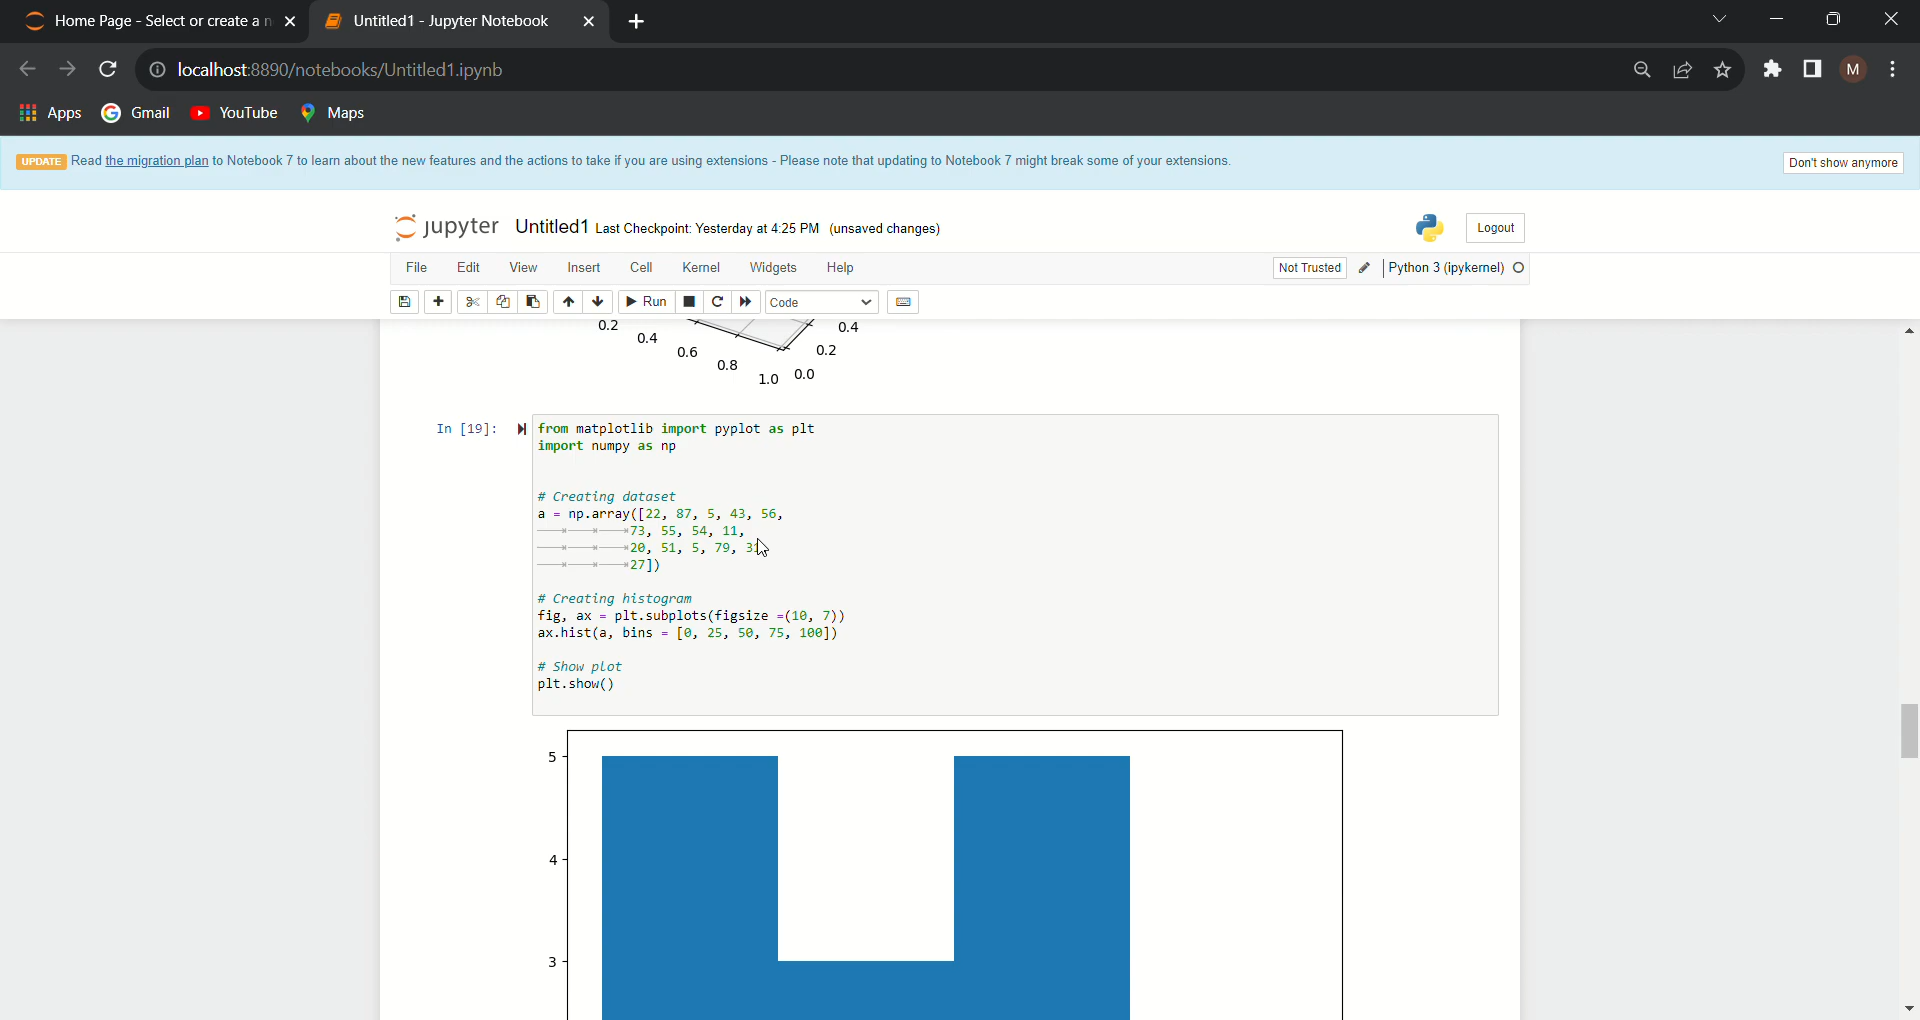 Home Page - Select or create a n
Untitled1 - Jupyter Notebook
localhost:8890/notebooks/Untitled1.ipynb
M
Apps
Gmail
YouTube
Maps
UPDATE Read the migration plan to Notebook 7 to learn about the new features and the actions to take if you are using extensions - Please note that updating to Notebook 7 might break some of your extensions.
Don't show anymore
jupyter Untitled1 Last Checkpoint: Yesterday at 4:25 PM (unsaved changes)
Logout
File Edit View Insert Cell Kernel Widgets Help
Not Trusted
Python 3 (ipykernel)
Run
Code
0.2
0.4
0.6
0.8
1.0
0.0
0.2
0.4
In [19]:
from matplotlib import pyplot as plt
import numpy as np
# Creating dataset
a = np.array([22, 87, 5, 43, 56,
73, 55, 54, 11,
20, 51, 5, 79, 31,
27])
# Creating histogram
fig, ax = plt.subplots(figsize =(10, 7))
ax.hist(a, bins = [0, 25, 50, 75, 100])
# Show plot
plt.show()
5
4
3